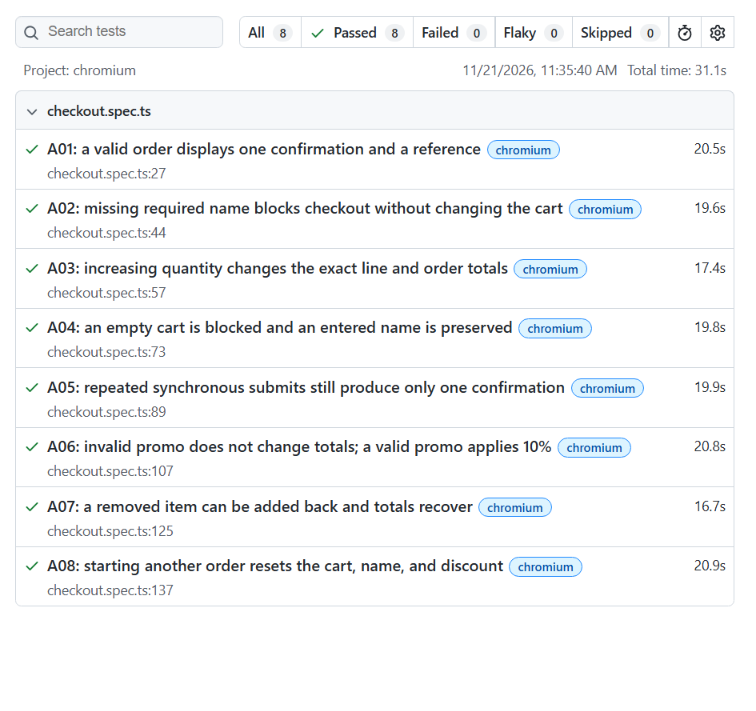 Search tests
All 8 Passed 8 Failed 0 Flaky 0 Skipped 0
Project: chromium 11/21/2026, 11:35:40 AM Total time: 31.1s
checkout.spec.ts
A01: a valid order displays one confirmation and a reference chromium 20.5s
checkout.spec.ts:27
A02: missing required name blocks checkout without changing the cart chromium 19.6s
checkout.spec.ts:44
A03: increasing quantity changes the exact line and order totals chromium 17.4s
checkout.spec.ts:57
A04: an empty cart is blocked and an entered name is preserved chromium 19.8s
checkout.spec.ts:73
A05: repeated synchronous submits still produce only one confirmation chromium 19.9s
checkout.spec.ts:89
A06: invalid promo does not change totals; a valid promo applies 10% chromium 20.8s
checkout.spec.ts:107
A07: a removed item can be added back and totals recover chromium 16.7s
checkout.spec.ts:125
A08: starting another order resets the cart, name, and discount chromium 20.9s
checkout.spec.ts:137